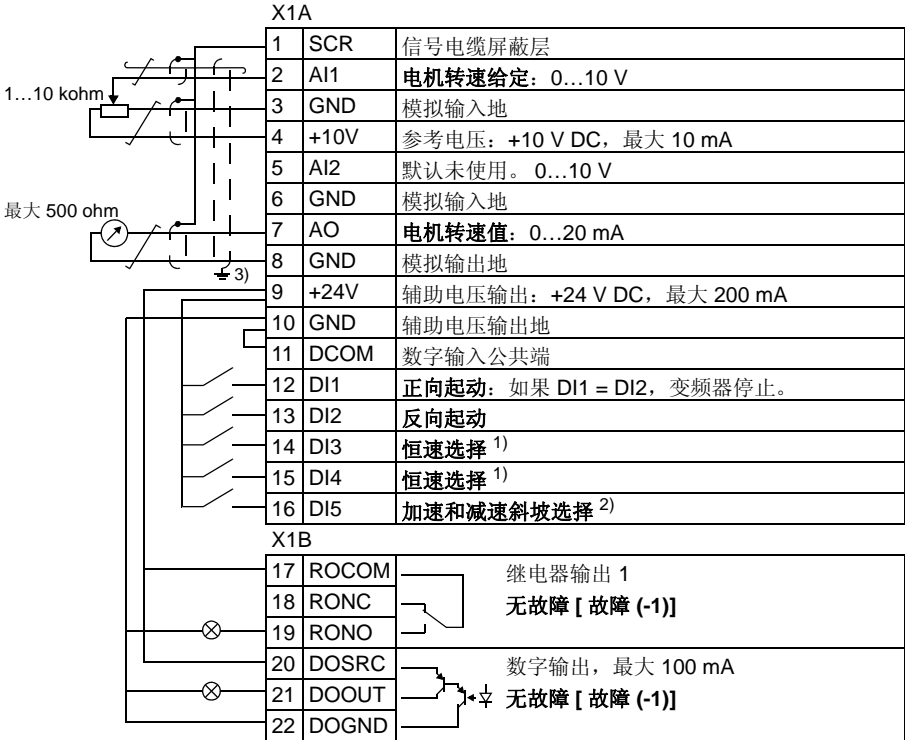 X1A
1 SCR 信号电缆屏蔽层
2 AI1 电机转速给定：0…10 V
1…10 kohm
3 GND 模拟输入地
4 +10V 参考电压：+10 V DC，最大 10 mA
5 AI2 默认未使用。 0…10 V
6 GND 模拟输入地
最大 500 ohm
7 AO 电机转速值：0…20 mA
8 GND 模拟输出地
3)
9 +24V 辅助电压输出：+24 V DC，最大 200 mA
10 GND 辅助电压输出地
11 DCOM 数字输入公共端
12 DI1 正向起动：如果 DI1 = DI2，变频器停止。
13 DI2 反向起动
14 DI3 恒速选择 1)
15 DI4 恒速选择 1)
16 DI5 加速和减速斜坡选择 2)
X1B
17 ROCOM 继电器输出 1
18 RONC 无故障 [ 故障 (-1)]
19 RONO
20 DOSRC 数字输出，最大 100 mA
21 DOOUT 无故障 [ 故障 (-1)]
22 DOGND